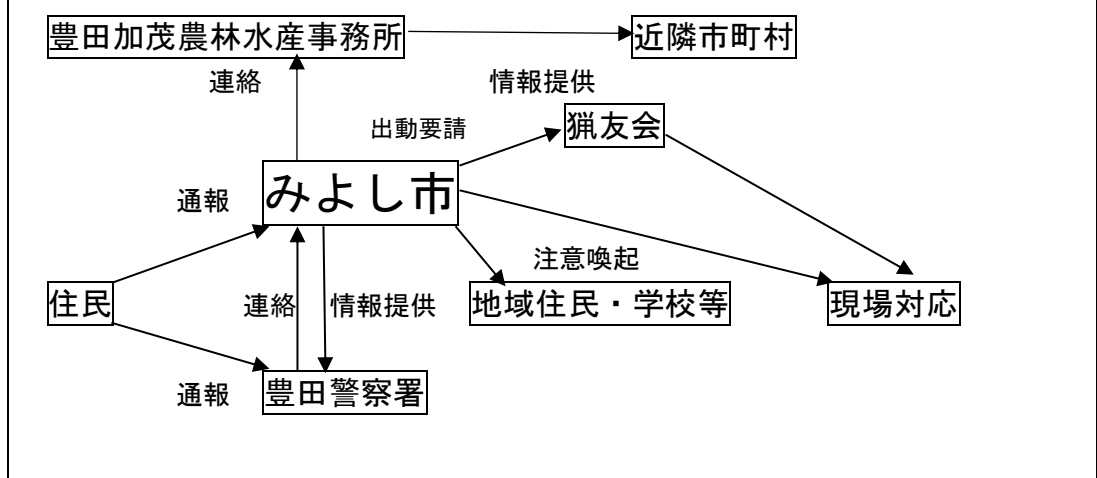 豊田加茂農林水産事務所
近隣市町村
連絡
情報提供
出動要請
猟友会
みよし市
通報
注意喚起
住民
連絡
情報提供
地域住民・学校等
現場対応
通報
豊田警察署